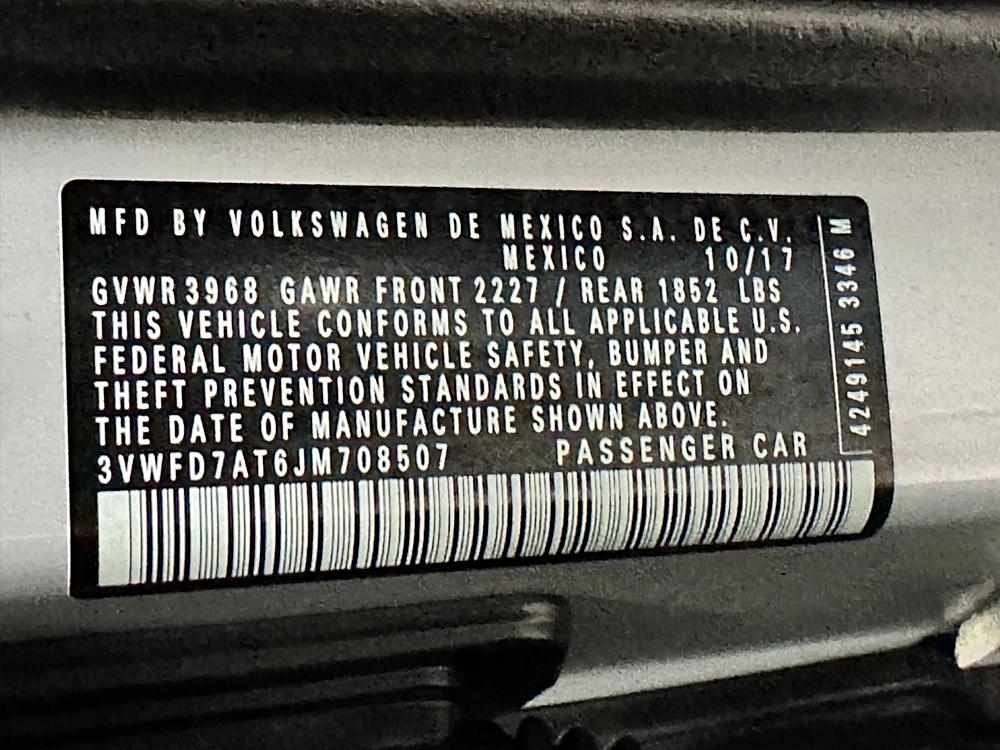 MFD BY VOLKSWAGEN DE MEXICO S.A. DE C.V.
MEXICO 10/17
GVWR 3968 GAWR FRONT 2227 / REAR 1852 LBS
THIS VEHICLE CONFORMS TO ALL APPLICABLE U.S.
FEDERAL MOTOR VEHICLE SAFETY, BUMPER AND
THEFT PREVENTION STANDARDS IN EFFECT ON
THE DATE OF MANUFACTURE SHOWN ABOVE.
3VWFD7AT6JM708507 PASSENGER CAR
4249145 3346 M